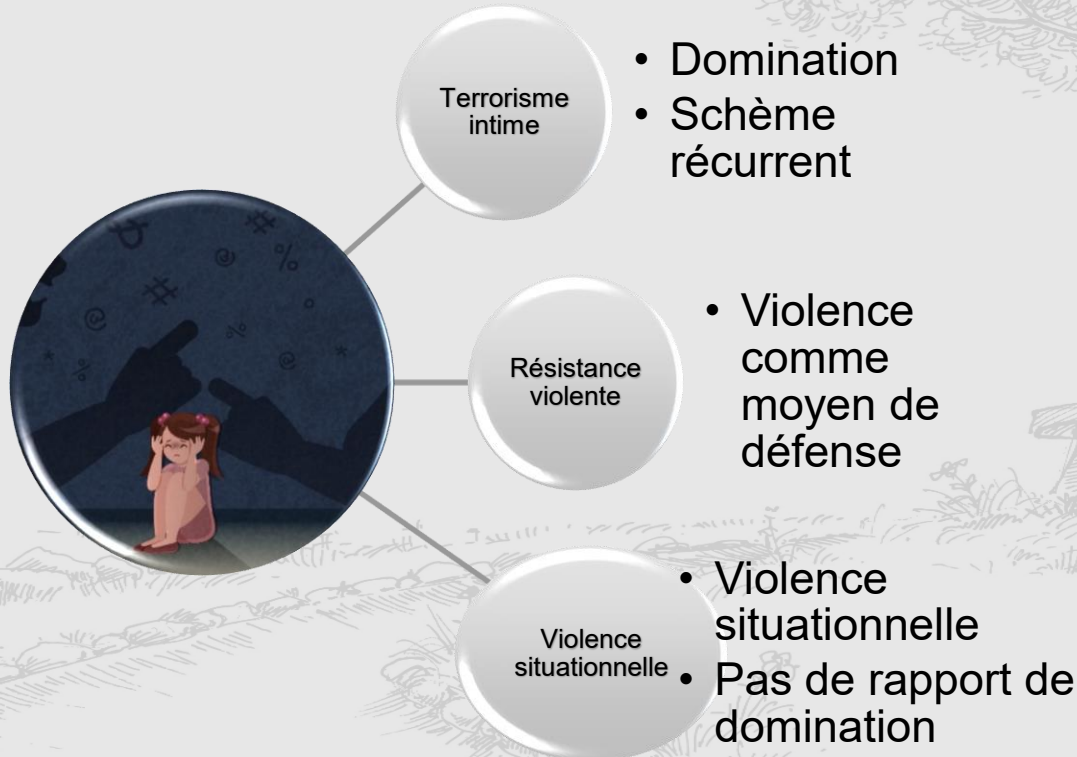 Terrorisme
intime
• Domination
• Schème
récurrent
Résistance
violente
• Violence
comme
moyen de
défense
Violence
situationnelle
• Violence
situationnelle
• Pas de rapport de
domination